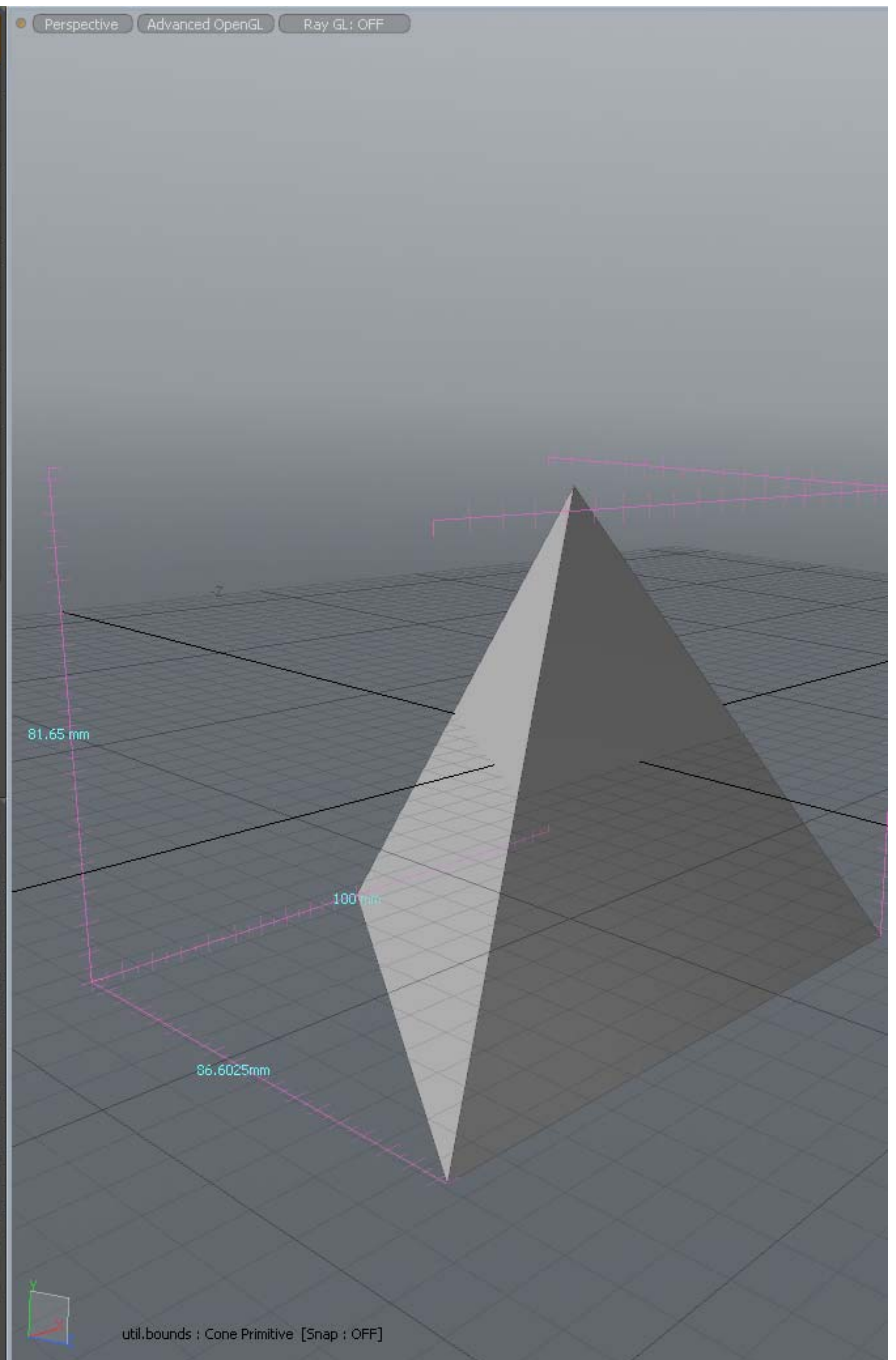 Perspective Advanced OpenGL Ray GL: OFF
-Z
81.65 mm
100 mm
86.6025mm
Y
X
Z
util.bounds : Cone Primitive [Snap : OFF]